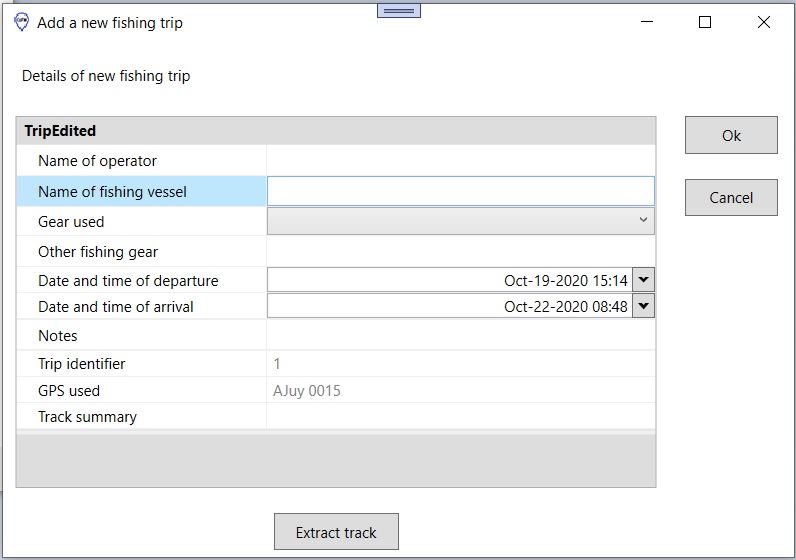 Add a new fishing trip
Details of new fishing trip
TripEdited
Name of operator
Name of fishing vessel
Gear used
Other fishing gear
Date and time of departure Oct-19-2020 15:14
Date and time of arrival Oct-22-2020 08:48
Notes
Trip identifier 1
GPS used AJuy 0015
Track summary
Ok
Cancel
Extract track